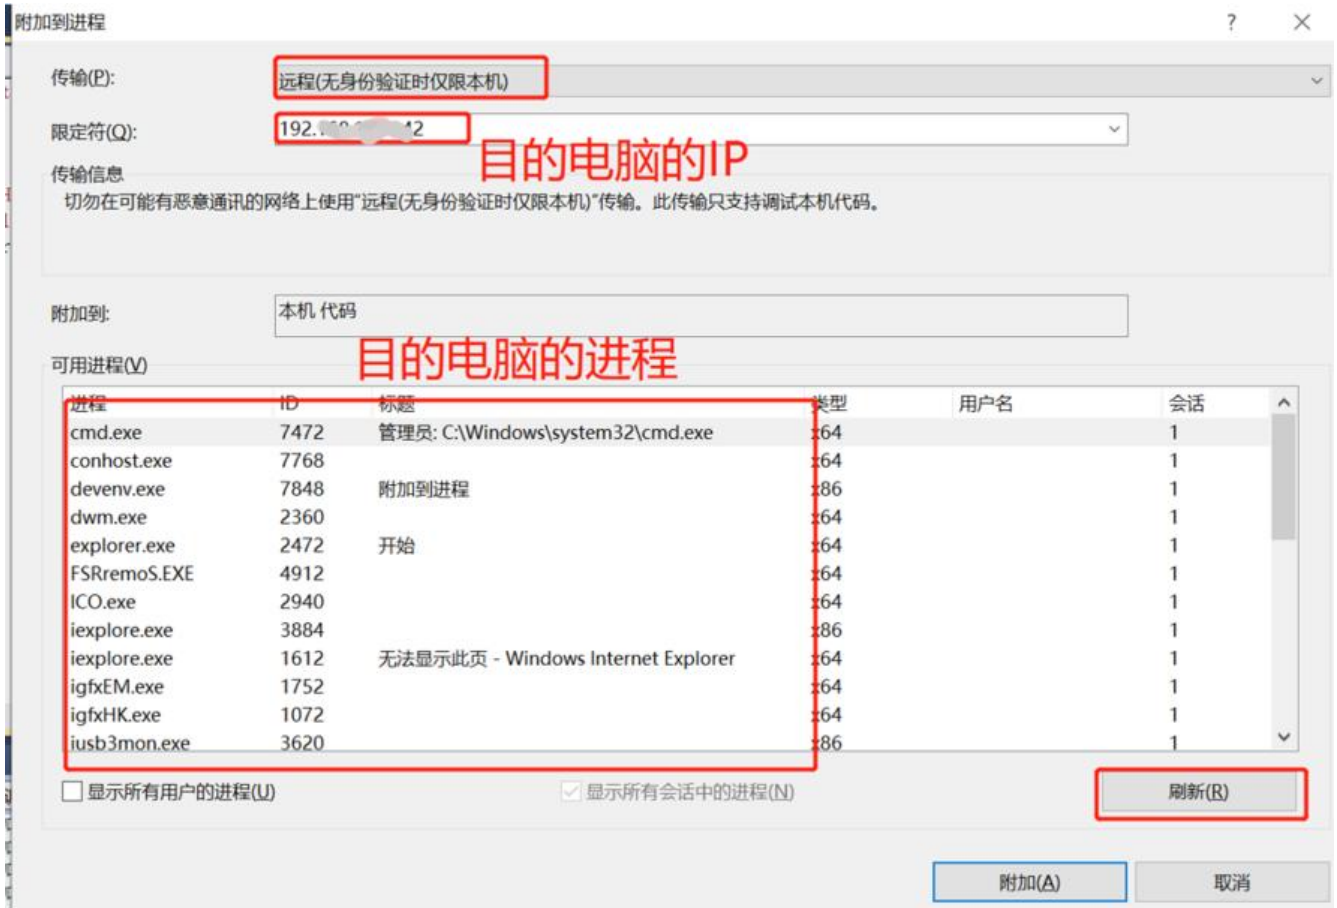 附加到进程
传输(P):
远程(无身份验证时仅限本机)
限定符(Q):
192. 42
目的电脑的IP
传输信息
切勿在可能有恶意通讯的网络上使用“远程(无身份验证时仅限本机)”传输。此传输只支持调试本机代码。
附加到:
本机 代码
目的电脑的进程
可用进程(V)
进程 ID 标题 类型 用户名 会话
cmd.exe 7472 管理员: C:\Windows\system32\cmd.exe x64 1
conhost.exe 7768 x64 1
devenv.exe 7848 附加到进程 x86 1
dwm.exe 2360 x64 1
explorer.exe 2472 开始 x64 1
FSRremoS.EXE 4912 x64 1
ICO.exe 2940 x64 1
iexplore.exe 3884 x86 1
iexplore.exe 1612 无法显示此页 - Windows Internet Explorer x64 1
igfxEM.exe 1752 x64 1
igfxHK.exe 1072 x64 1
iusb3mon.exe 3620 x86 1
显示所有用户的进程(U) 显示所有会话中的进程(N) 刷新(R)
附加(A) 取消